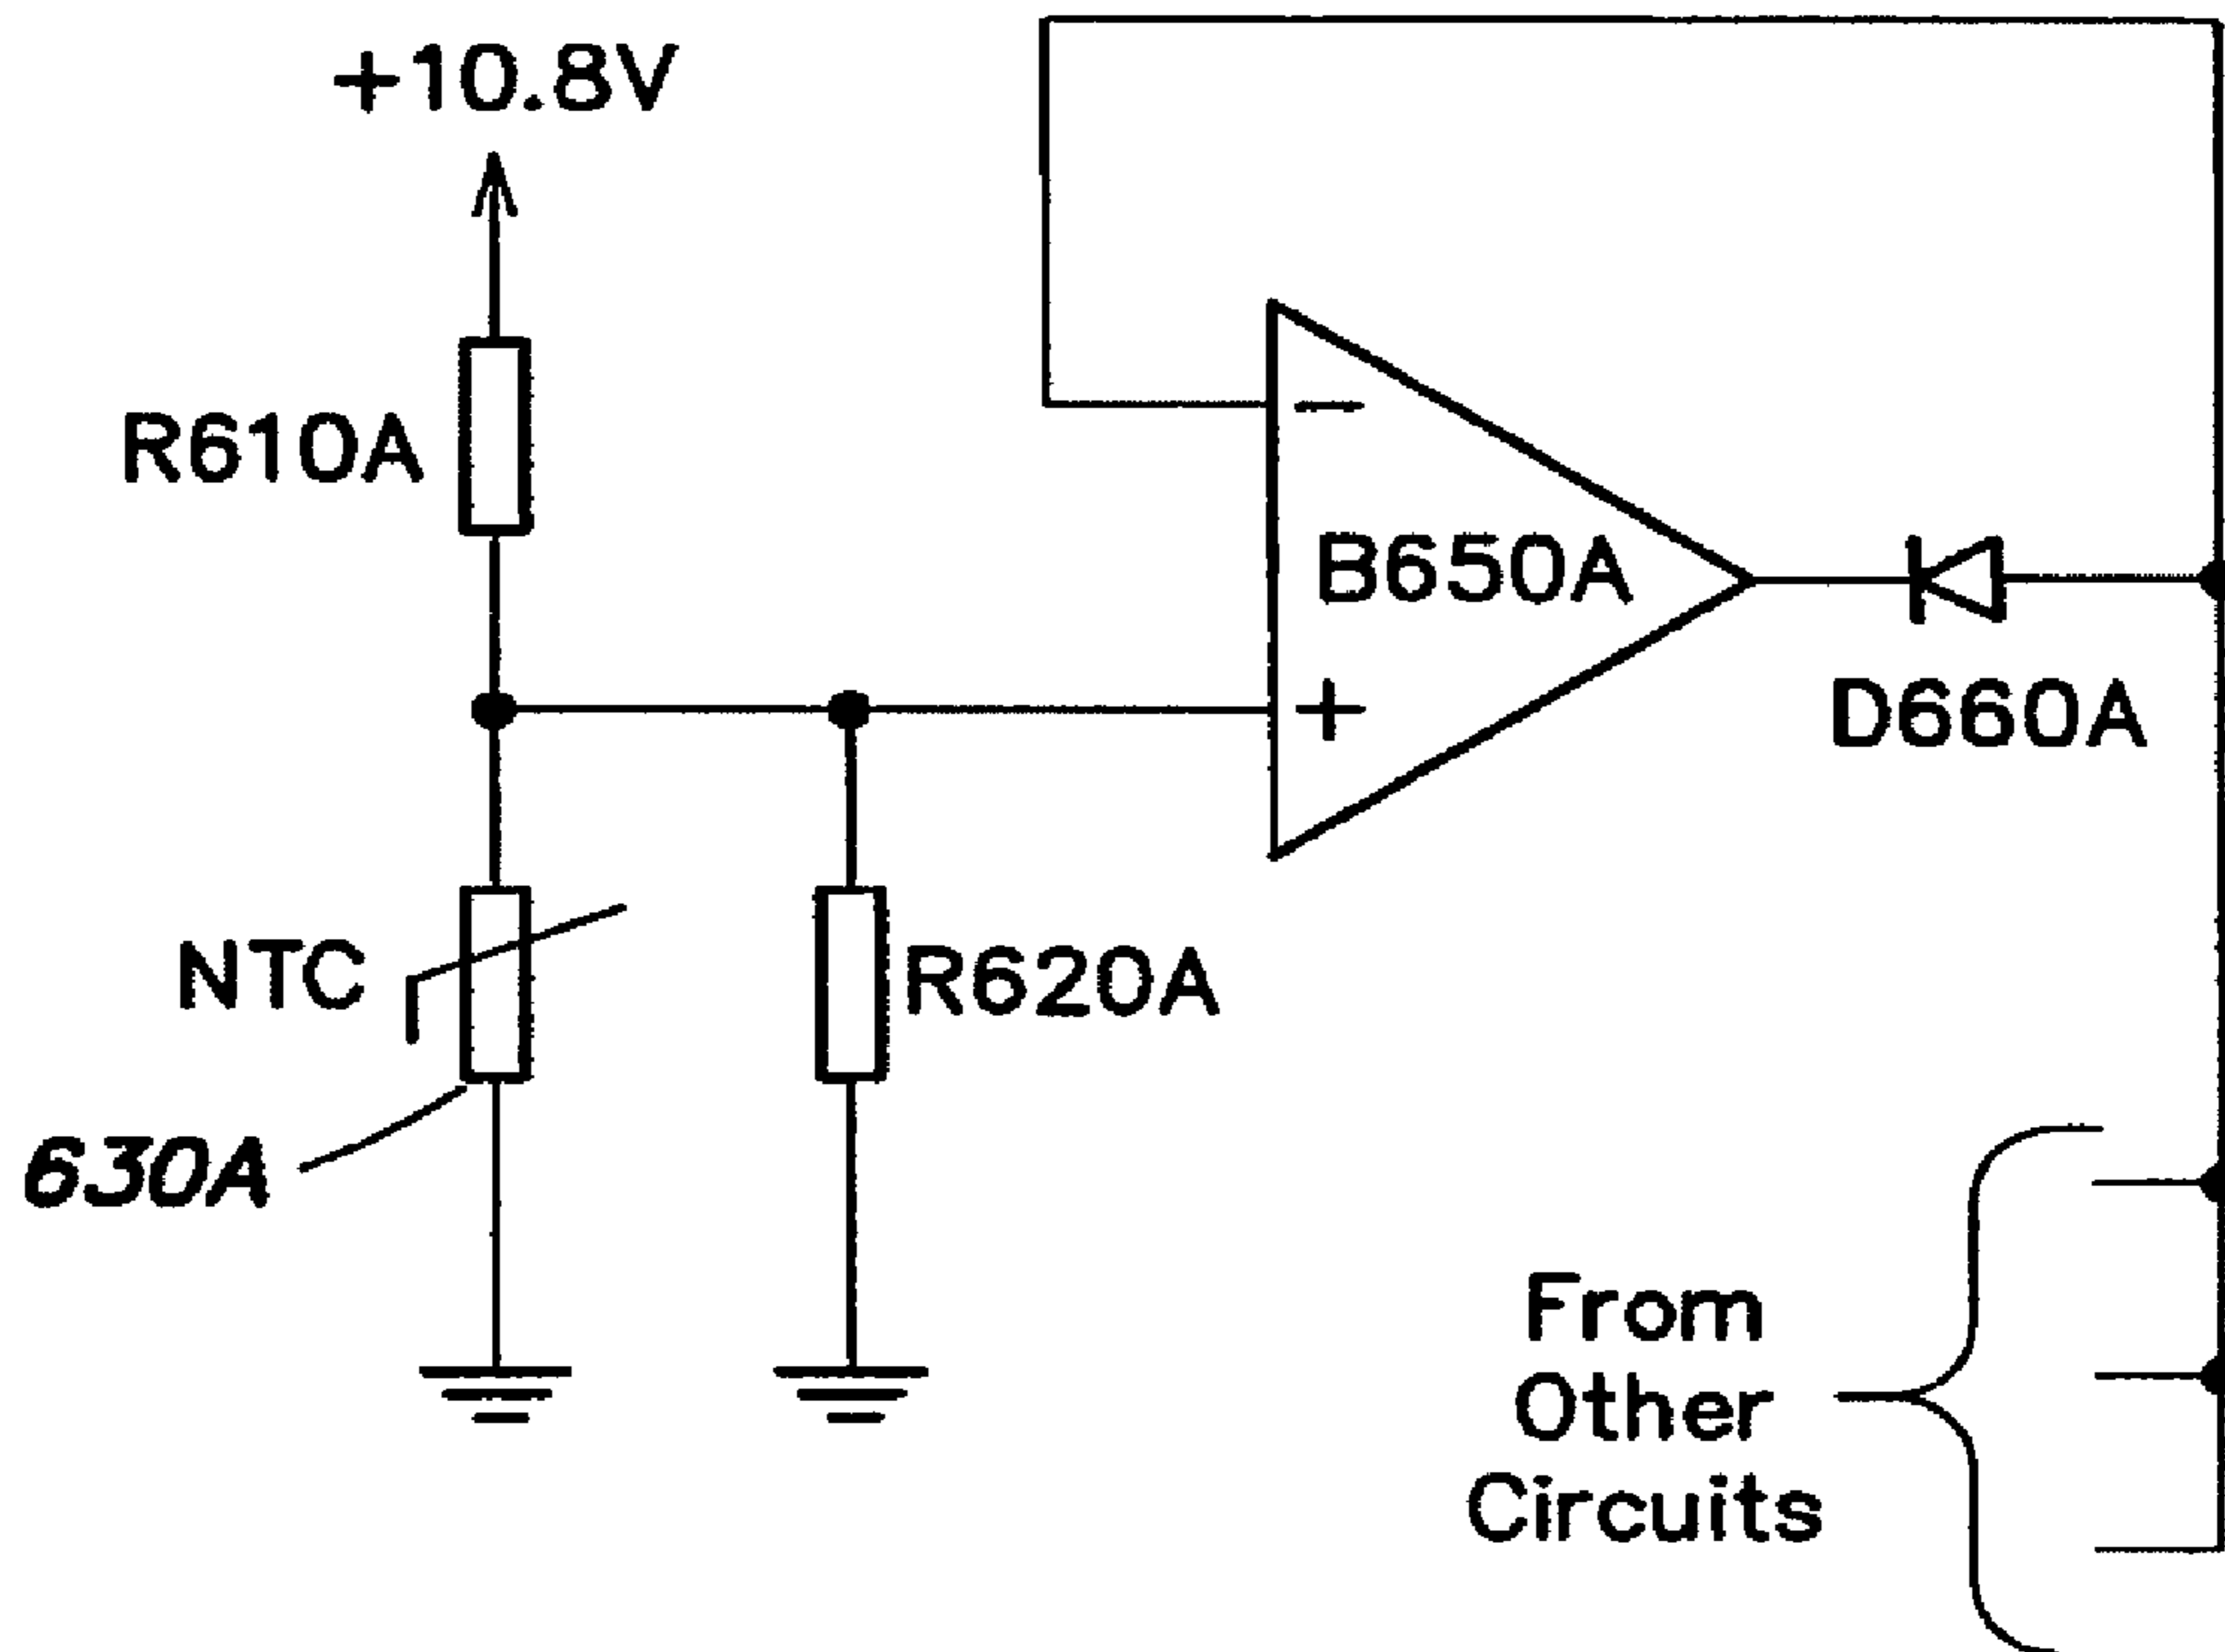 +10.8V
R610A
B650A
D660A
NTC
R620A
630A
From
Other
Circuits